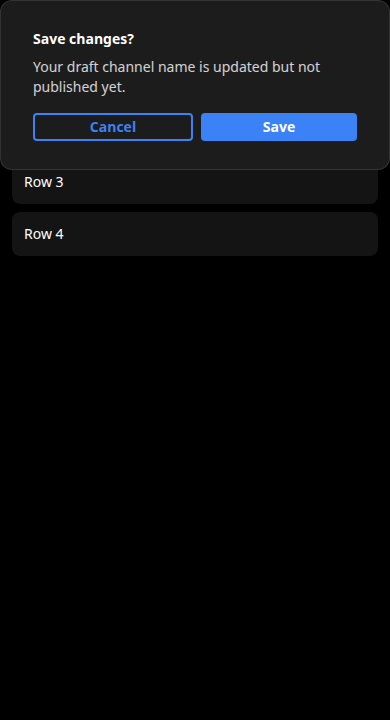 Save changes?
Your draft channel name is updated but not
published yet.
Cancel
Save
Row 3
Row 4